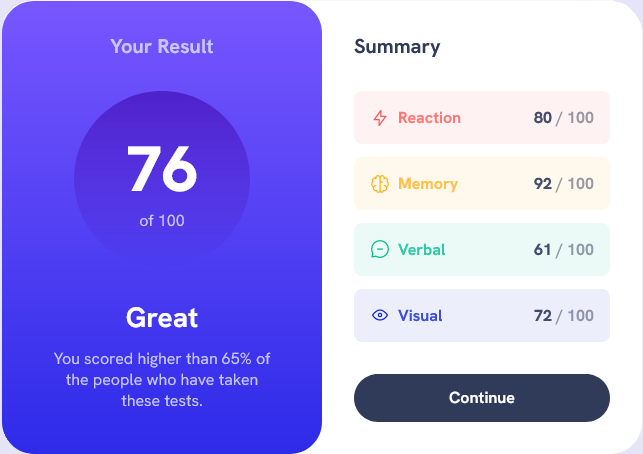 Your Result
76
of 100
Great
You scored higher than 65% of
the people who have taken
these tests.
Summary
Reaction 80 / 100
Memory 92 / 100
Verbal 61 / 100
Visual 72 / 100
Continue